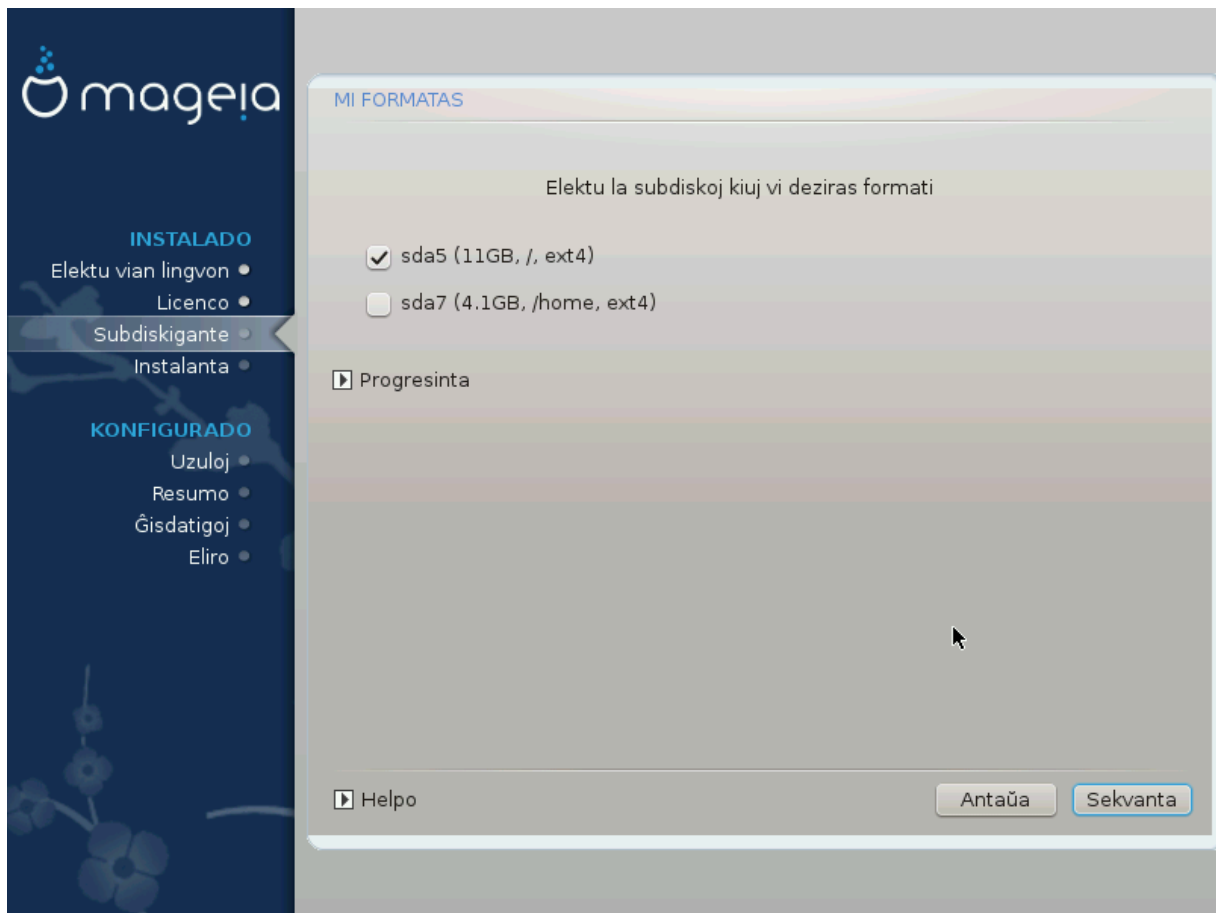 mageia
INSTALADO
Elektu vian lingvon
Licenco
Subdiskigante
Instalanta
KONFIGURADO
Uzuloj
Resumo
Ĝisdatigoj
Eliro
MI FORMATAS
Elektu la subdiskoj kiuj vi deziras formati
sda5 (11GB, /, ext4)
sda7 (4.1GB, /home, ext4)
Progresinta
Helpo
Antaŭa
Sekvanta